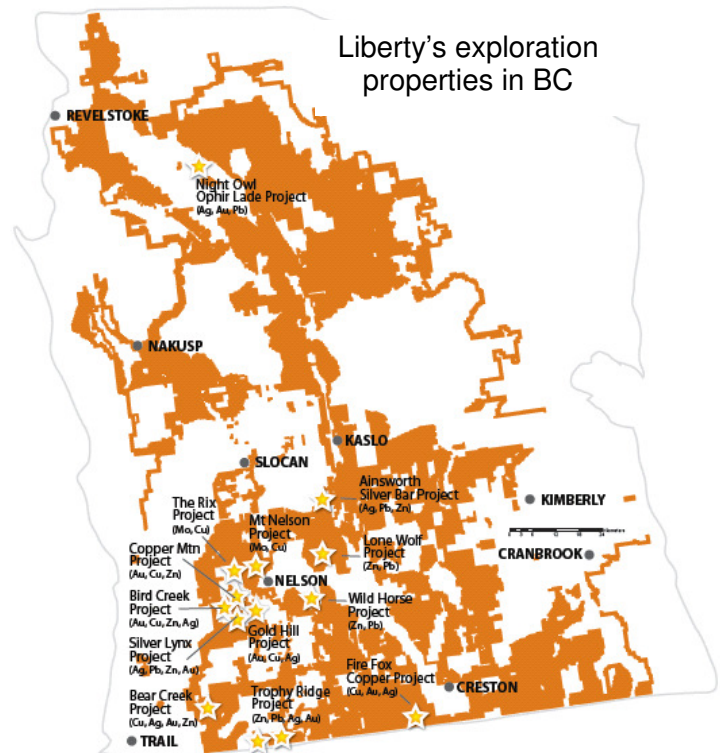 Liberty's exploration
properties in BC
REVELSTOKE
Night Owl
Ophir Lade Project
(Ag, Au, Pb)
NAKUSP
KASLO
SLOCAN
Ainsworth
Silver Bar Project
(Ag, Pb, Zn)
KIMBERLY
The Rix
Project
(Mo, Cu)
Mt Nelson
Project
(Mo, Cu)
Lone Wolf
Project
(Zn, Pb)
CRANBROOK
Copper Mtn
Project
(Au, Cu, Zn)
NELSON
Bird Creek
Project
(Au, Cu, Zn, Ag)
Wild Horse
Project
(Zn, Pb)
Silver Lynx
Project
(Ag, Pb, Zn, Au)
Gold Hill
Project
(Au, Cu, Ag)
Fire Fox
Copper Project
(Cu, Au, Ag)
CRESTON
Bear Creek
Project
(Cu, Ag, Au, Zn)
Trophy Ridge
Project
(Zn, Pb, Ag, Au)
TRAIL